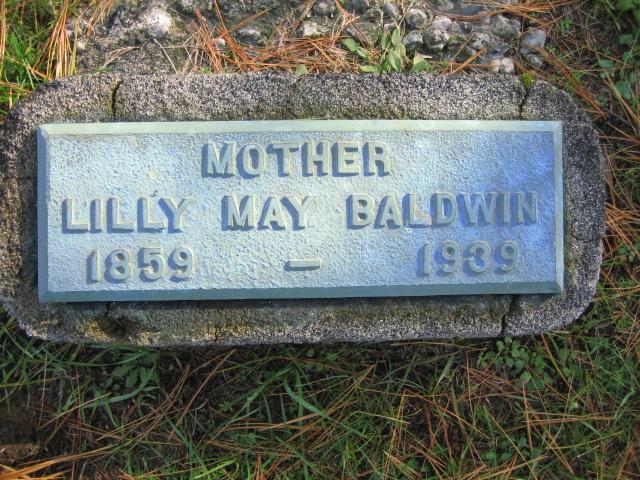 MOTHER
LILLY MAY BALDWIN
1859 — 1939